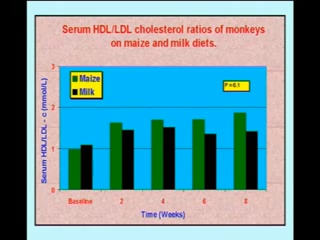 Serum HDL/LDL cholesterol ratios of monkeys
on maize and milk diets.
3
Maize
Milk
P = 0.1
2
1
0
Serum HDL/LDL - c (mmol/L)
Baseline 2 4 6 8
Time (Weeks)